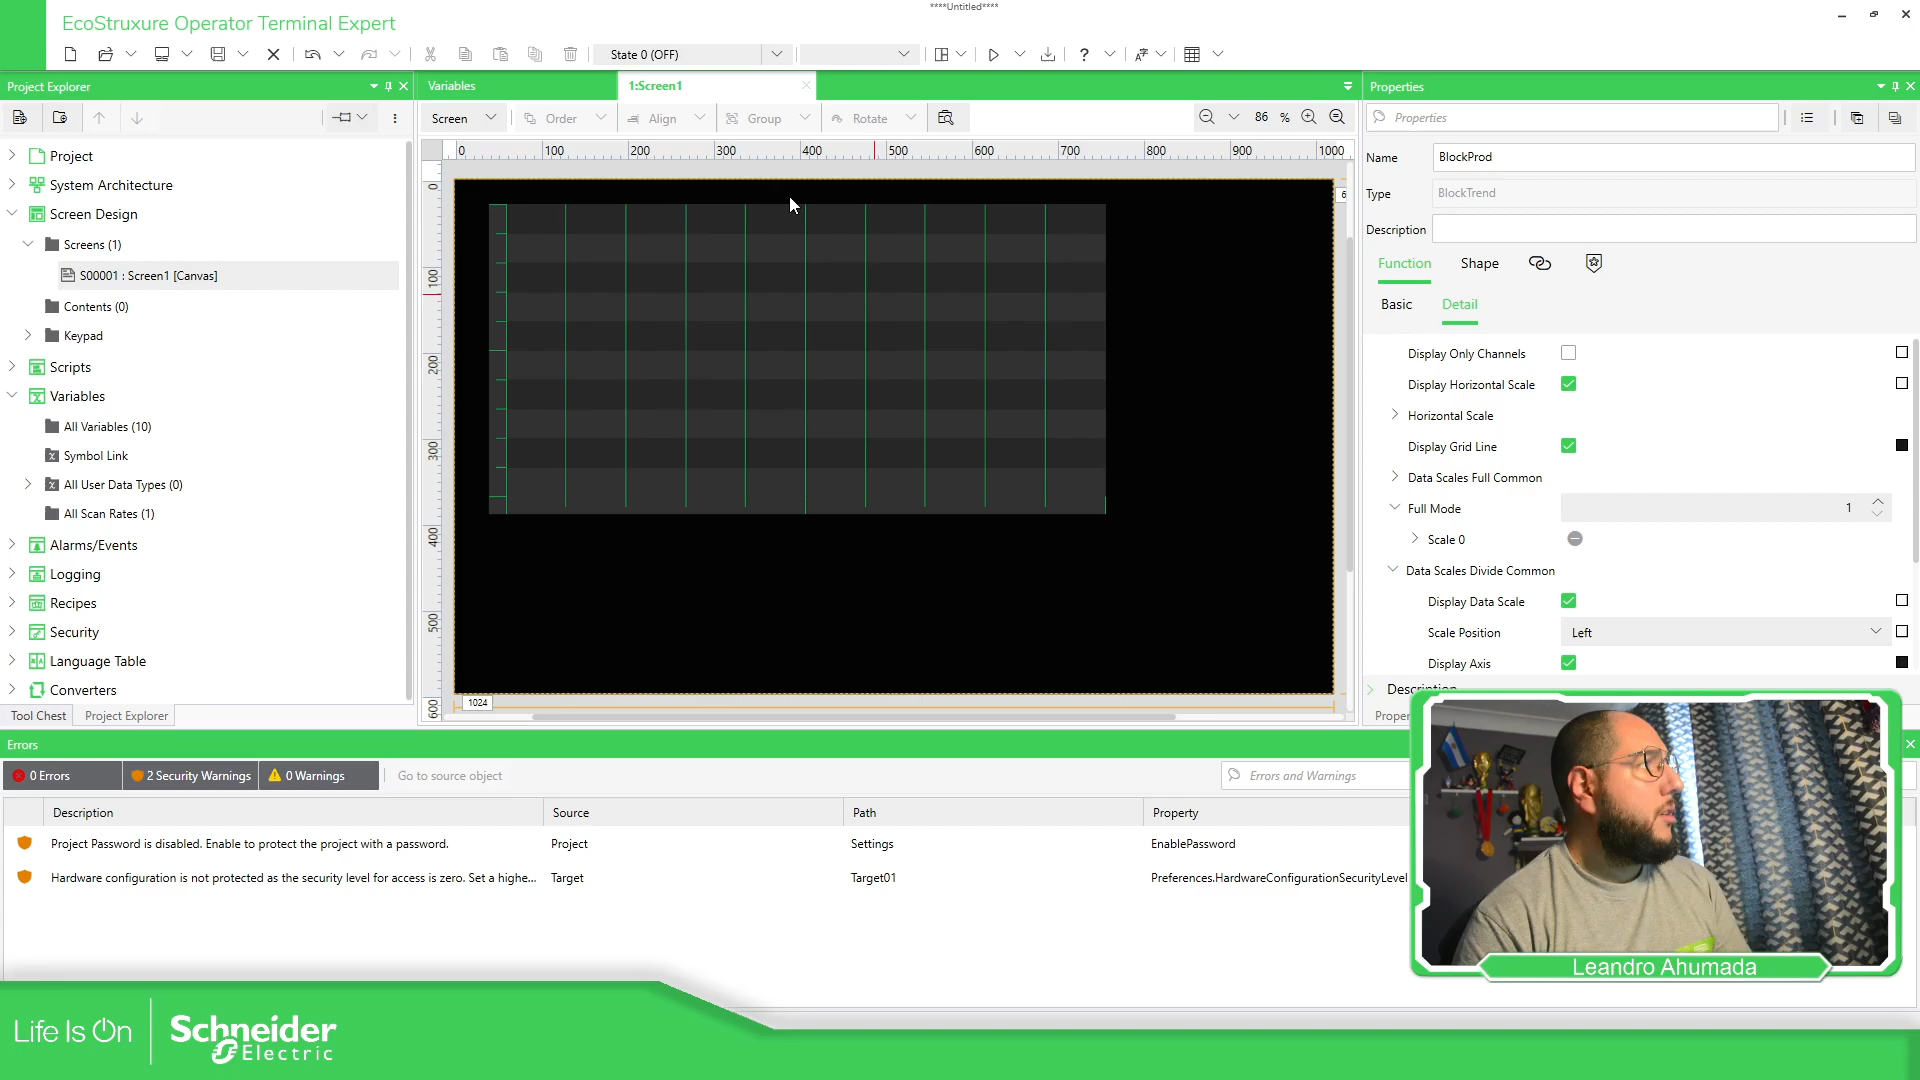 ****Untitled****
EcoStruxure Operator Terminal Expert
State 0 (OFF)
Project Explorer
Variables
1:Screen1
Properties
Screen
Order
Align
Group
Rotate
86 %
Properties
Project
System Architecture
Screen Design
Screens (1)
S00001 : Screen1 [Canvas]
Contents (0)
Keypad
Scripts
Variables
All Variables (10)
Symbol Link
All User Data Types (0)
All Scan Rates (1)
Alarms/Events
Logging
Recipes
Security
Language Table
Converters
Tool Chest
Project Explorer
0 100 200 300 400 500 600 700 800 900 1000
0
100
200
300
400
500
600
6
1024
Name
BlockProd
Type
BlockTrend
Description
Function
Shape
Basic
Detail
Display Only Channels
Display Horizontal Scale
Horizontal Scale
Display Grid Line
Data Scales Full Common
Full Mode
1
Scale 0
Data Scales Divide Common
Display Data Scale
Scale Position
Left
Display Axis
Errors
0 Errors
2 Security Warnings
0 Warnings
Go to source object
Errors and Warnings
Description
Source
Path
Property
Project Password is disabled. Enable to protect the project with a password.
Project
Settings
EnablePassword
Hardware configuration is not protected as the security level for access is zero. Set a highe...
Target
Target01
Preferences.HardwareConfigurationSecurityLevel
Leandro Ahumada
Life Is On
Schneider
Electric